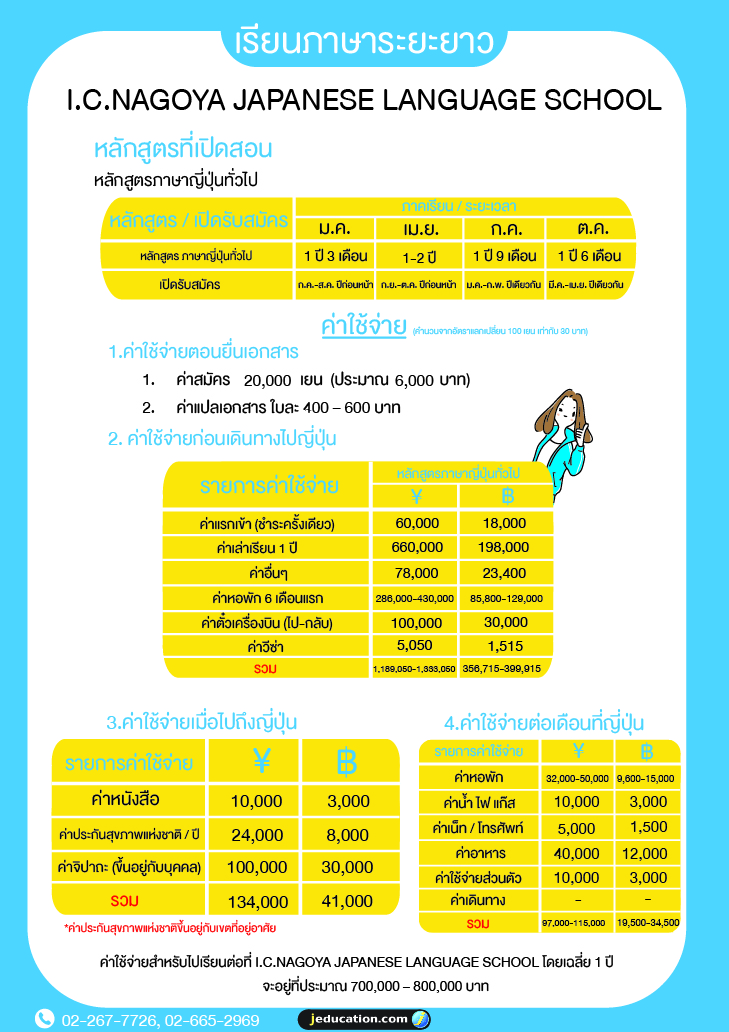 เรียนภาษาระยะยาว
I.C.NAGOYA JAPANESE LANGUAGE SCHOOL
หลักสูตรที่เปิดสอน
หลักสูตรภาษาญี่ปุ่นทั่วไป
หลักสูตร / เปิดรับสมัคร ภาคเรียน / ระยะเวลา
ม.ค. เม.ย. ก.ค. ต.ค.
หลักสูตร ภาษาญี่ปุ่นทั่วไป 1 ปี 3 เดือน 1-2 ปี 1 ปี 9 เดือน 1 ปี 6 เดือน
เปิดรับสมัคร ก.ค.-ส.ค. ปีก่อนหน้า ก.ย.-ต.ค. ปีก่อนหน้า ม.ค.-ก.พ. ปีเดียวกัน มี.ค.-เม.ย. ปีเดียวกัน
ค่าใช้จ่าย (คำนวนจากอัตราแลกเปลี่ยน 100 เยน เท่ากับ 30 บาท)
1.ค่าใช้จ่ายตอนยื่นเอกสาร
1. ค่าสมัคร 20,000 เยน (ประมาณ 6,000 บาท)
2. ค่าแปลเอกสาร ใบละ 400 – 600 บาท
2. ค่าใช้จ่ายก่อนเดินทางไปญี่ปุ่น
รายการค่าใช้จ่าย หลักสูตรภาษาญี่ปุ่นทั่วไป
¥ ฿
ค่าแรกเข้า (ชำระครั้งเดียว) 60,000 18,000
ค่าเล่าเรียน 1 ปี 660,000 198,000
ค่าอื่นๆ 78,000 23,400
ค่าหอพัก 6 เดือนแรก 286,000-430,000 85,800-129,000
ค่าตั๋วเครื่องบิน (ไป-กลับ) 100,000 30,000
ค่าวีซ่า 5,050 1,515
รวม 1,189,050-1,333,050 356,715-399,915
3.ค่าใช้จ่ายเมื่อไปถึงญี่ปุ่น
รายการค่าใช้จ่าย ¥ ฿
ค่าหนังสือ 10,000 3,000
ค่าประกันสุขภาพแห่งชาติ / ปี 24,000 8,000
ค่าจิปาถะ (ขึ้นอยู่กับบุคคล) 100,000 30,000
รวม 134,000 41,000
*ค่าประกันสุขภาพแห่งชาติขึ้นอยู่กับเขตที่อยู่อาศัย
4.ค่าใช้จ่ายต่อเดือนที่ญี่ปุ่น
รายการค่าใช้จ่าย ¥ ฿
ค่าหอพัก 32,000-50,000 9,600-15,000
ค่าน้ำ ไฟ แก๊ส 10,000 3,000
ค่าเน็ท / โทรศัพท์ 5,000 1,500
ค่าอาหาร 40,000 12,000
ค่าใช้จ่ายส่วนตัว 10,000 3,000
ค่าเดินทาง - -
รวม 97,000-115,000 19,500-34,500
ค่าใช้จ่ายสำหรับไปเรียนต่อที่ I.C.NAGOYA JAPANESE LANGUAGE SCHOOL โดยเฉลี่ย 1 ปี
จะอยู่ที่ประมาณ 700,000 – 800,000 บาท
02-267-7726, 02-665-2969
jeducation.com